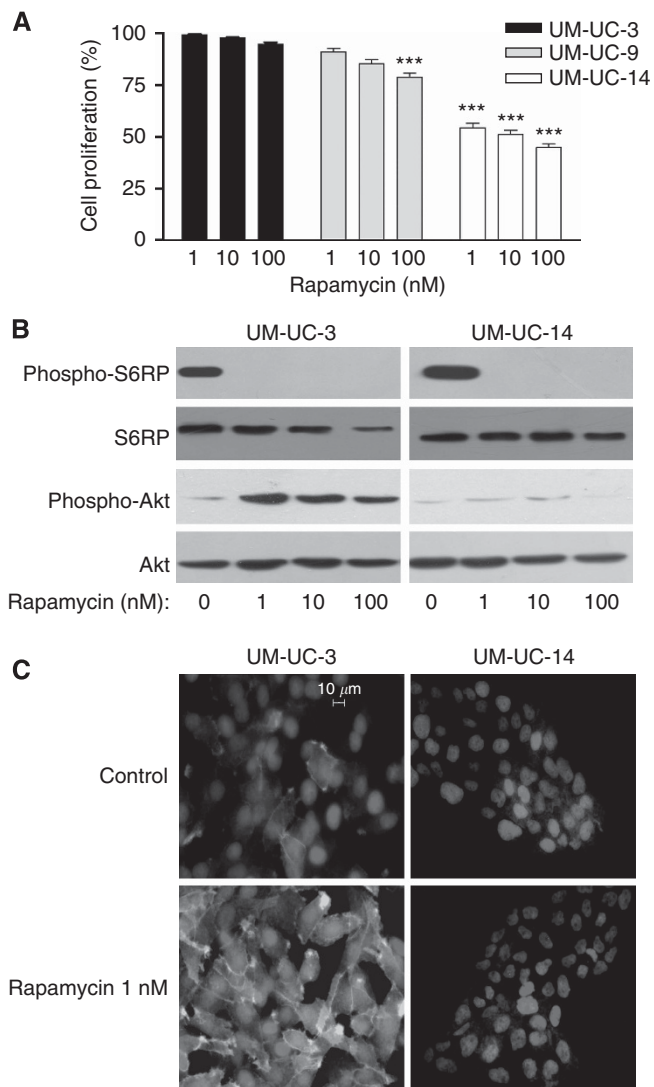 A
Cell proliferation (%)
100
75
50
25
0
*** *** *** ***
UM-UC-3
UM-UC-9
UM-UC-14
1 10 100 1 10 100 1 10 100
Rapamycin (nM)
B
UM-UC-3 UM-UC-14
Phospho-S6RP
S6RP
Phospho-Akt
Akt
Rapamycin (nM): 0 1 10 100 0 1 10 100
C
UM-UC-3 UM-UC-14
10 μm
Control
Rapamycin 1 nM